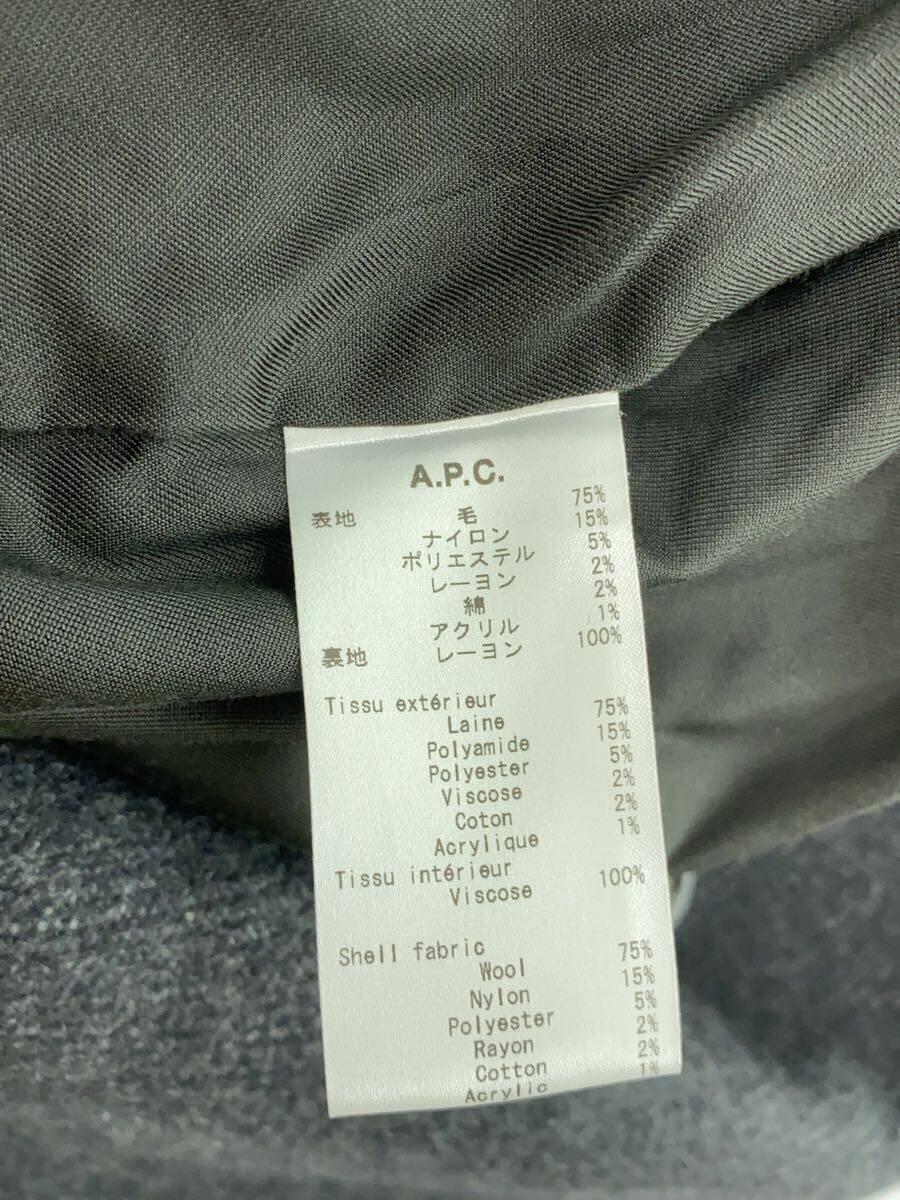 A.P.C.
表地 毛 75%
ナイロン 15%
ポリエステル 5%
レーヨン 2%
綿 2%
アクリル 1%
裏地 レーヨン 100%
Tissu extérieur
Laine 75%
Polyamide 15%
Polyester 5%
Viscose 2%
Coton 2%
Acrylique 1%
Tissu intérieur
Viscose 100%
Shell fabric
Wool 75%
Nylon 15%
Polyester 5%
Rayon 2%
Cotton 2%
Acrylic 1%